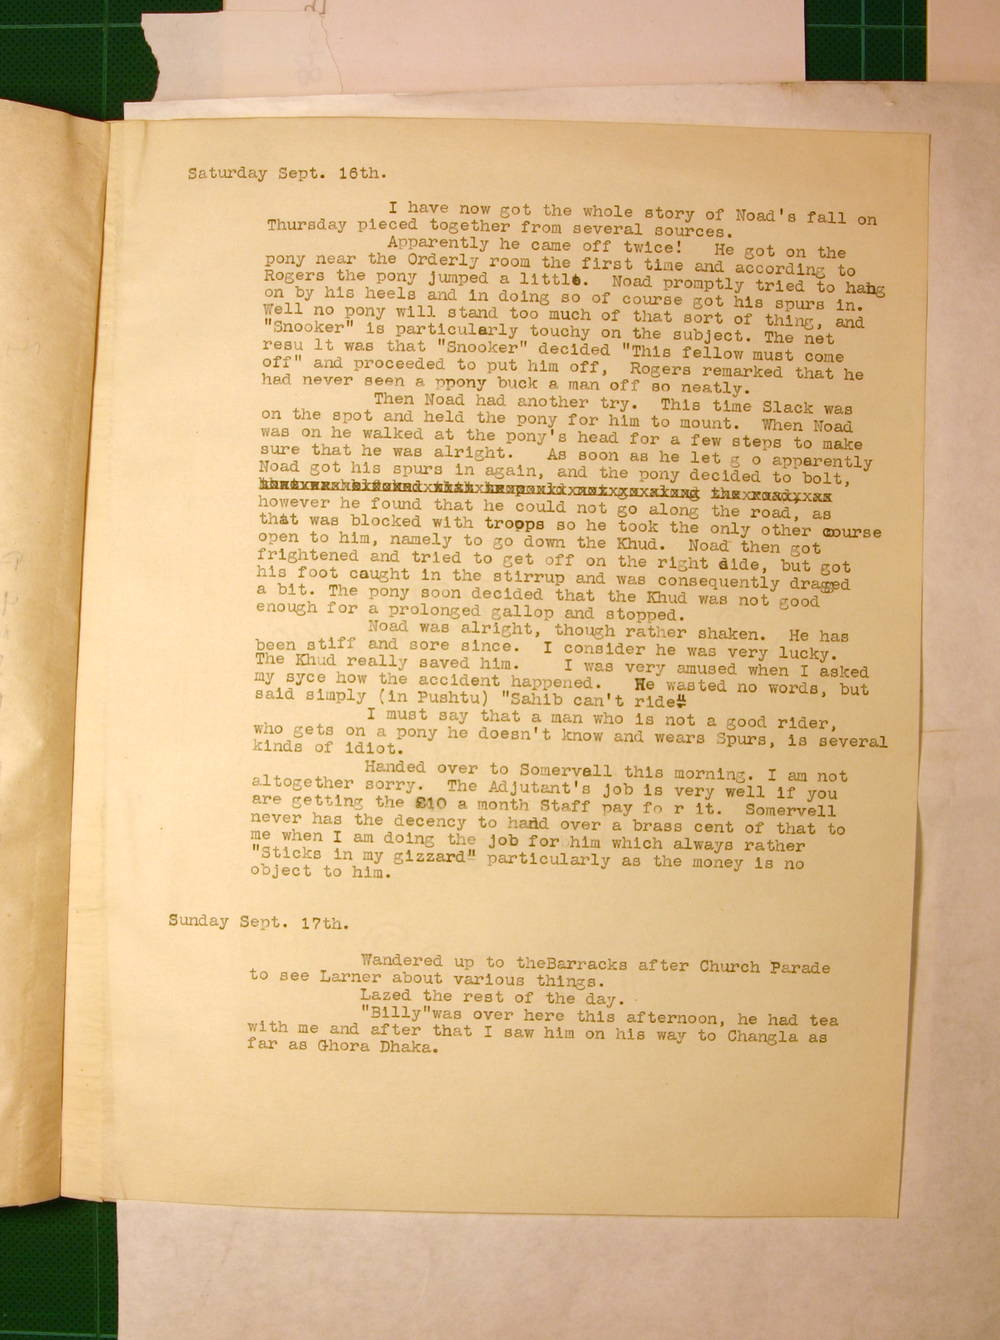 Saturday Sept. 16th.
I have now got the whole story of Noad's fall on
Thursday pieced together from several sources.
Apparently he came off twice! He got on the
pony near the Orderly room the first time and according to
Rogers the pony jumped a little. Noad promptly tried to hang
on by his heels and in doing so of course got his spurs in.
Well no pony will stand too much of that sort of thing, and
"Snooker" is particularly touchy on the subject. The net
resu lt was that "Snooker" decided "This fellow must come
off" and proceeded to put him off, Rogers remarked that he
had never seen a ppony buck a man off so neatly.
Then Noad had another try. This time Slack was
on the spot and held the pony for him to mount. When Noad
was on he walked at the pony's head for a few steps to make
sure that he was alright. As soon as he let g o apparently
Noad got his spurs in again, and the pony decided to bolt,
however he found that he could not go along the road, as
that was blocked with tropps so he took the only other course
open to him, namely to go down the Khud. Noad then got
frightened and tried to get off on the right side, but got
his foot caught in the stirrup and was consequently dragged
a bit. The pony soon decided that the Khud was not good
enough for a prolonged gallop and stopped.
Noad was alright, though rather shaken. He has
been stiff and sore since. I consider he was very lucky.
The Khud really saved him. I was very amused when I asked
my syce how the accident happened. He wasted no words, but
said simply (in Pushtu) "Sahib can't ride"
I must say that a man who is not a good rider,
who gets on a pony he doesn't know and wears Spurs, is several
kinds of idiot.
Handed over to Somervell this morning. I am not
altogether sorry. The Adjutant's job is very well if you
are getting the £10 a month Staff pay fo r it. Somervell
never has the decency to hand over a brass cent of that to
me when I am doing the job for him which always rather
"Sticks in my gizzard" particularly as the money is no
object to him.
Sunday Sept. 17th.
Wandered up to theBarracks after Church Parade
to see Larner about various things.
Lazed the rest of the day.
"Billy"was over here this afternoon, he had tea
with me and after that I saw him on his way to Changla as
far as Ghora Dhaka.